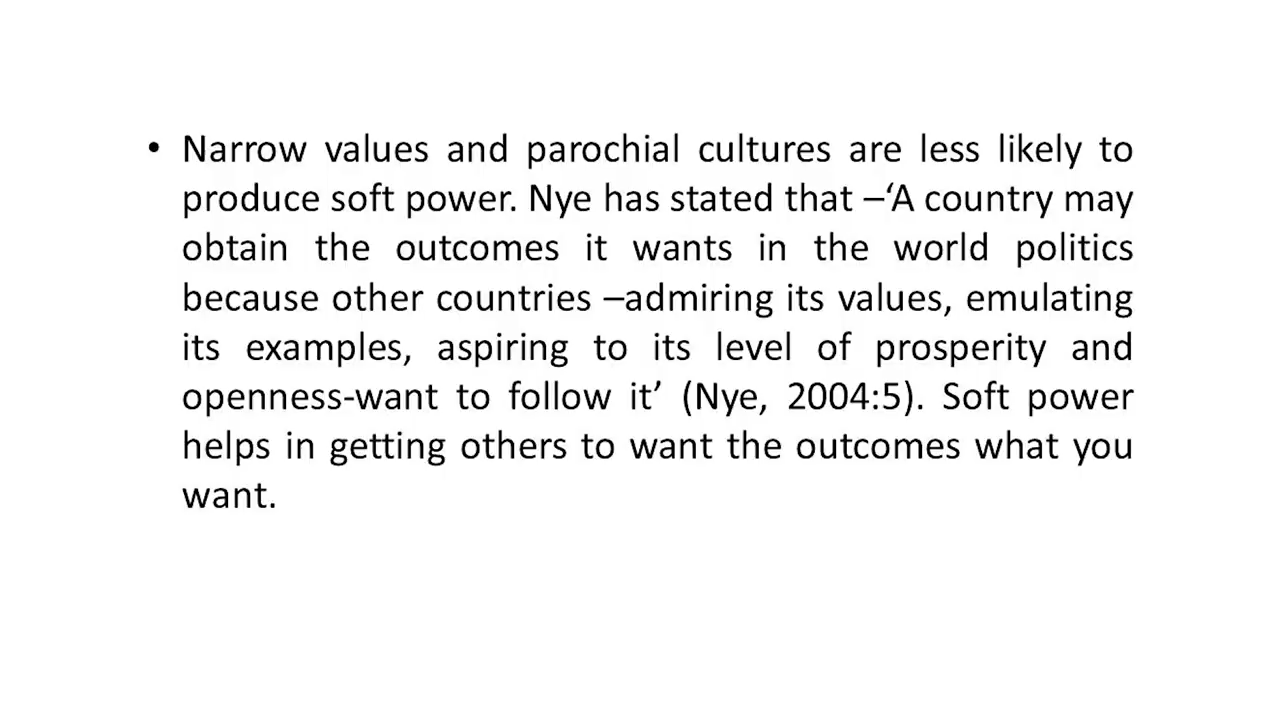 • Narrow values and parochial cultures are less likely to
produce soft power. Nye has stated that –‘A country may
obtain the outcomes it wants in the world politics
because other countries –admiring its values, emulating
its examples, aspiring to its level of prosperity and
openness-want to follow it’ (Nye, 2004:5). Soft power
helps in getting others to want the outcomes what you
want.